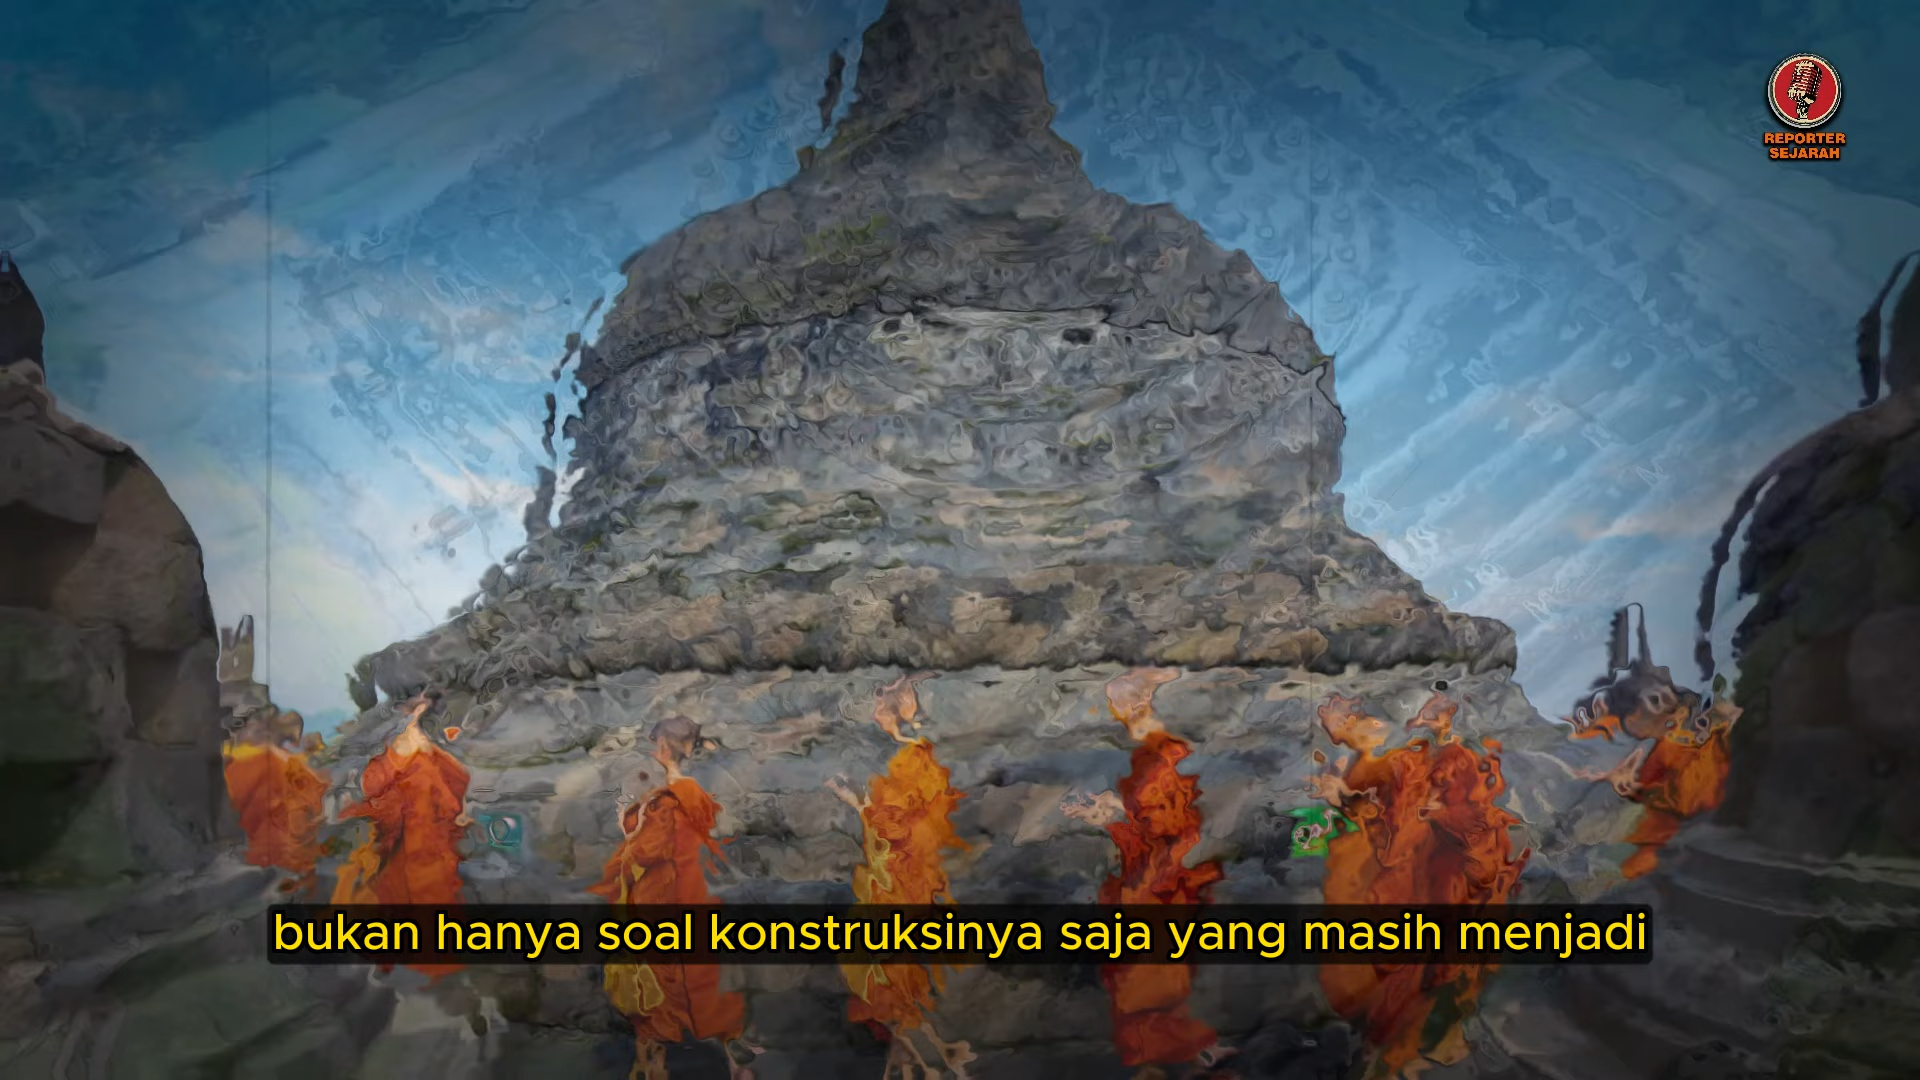 REPORTER
SEJARAH
bukan hanya soal konstruksinya saja yang masih menjadi